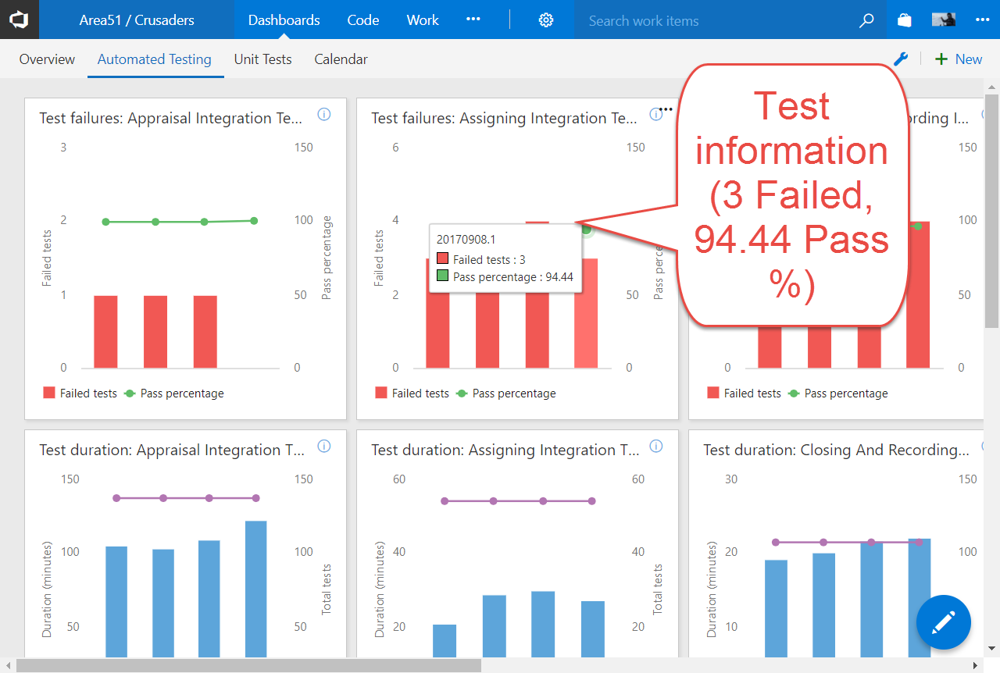 Area51 / Crusaders
Dashboards
Code
Work
•••
Search work items
•••
Overview
Automated Testing
Unit Tests
Calendar
+ New
Test failures: Appraisal Integration Te...
3
150
2
100
1
50
0
0
Failed tests
Pass percentage
Failed tests
Pass percentage
Test failures: Assigning Integration Te...
•••
6
150
4
100
2
50
0
0
Failed tests
20170908.1
Failed tests : 3
Pass percentage : 94.44
Failed tests
Pass percentage
Test
information
(3 Failed,
94.44 Pass
%)
rding I...
150
100
50
0
0
Failed tests
Pass percentage
Test duration: Appraisal Integration T...
150
150
100
100
50
50
Duration (minutes)
Total tests
Test duration: Assigning Integration T...
60
60
40
40
20
20
Duration (minutes)
Total tests
Test duration: Closing And Recording...
30
150
20
100
10
Duration (minutes)